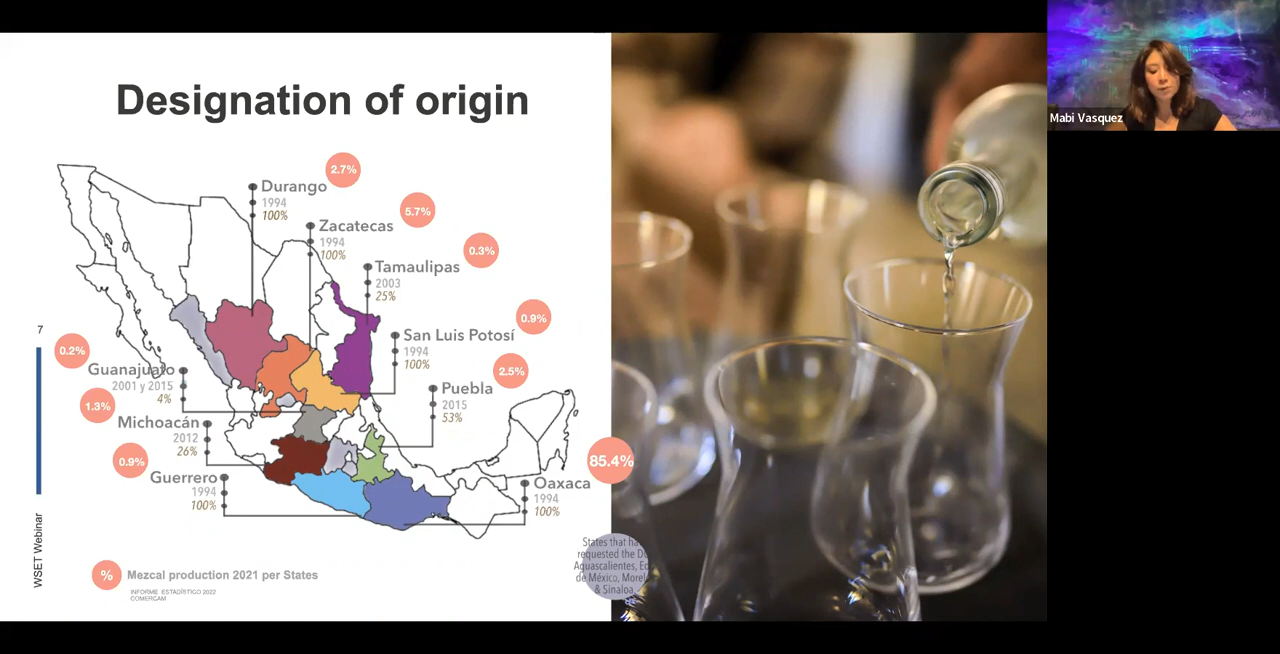 Designation of origin
2.7%
Durango
1994
100%
5.7%
Zacatecas
1994
100%
0.3%
Tamaulipas
2003
25%
0.9%
San Luis Potosí
1994
100%
2.5%
Puebla
2015
53%
0.2%
Guanajuato
2001 y 2015
4%
1.3%
Michoacán
2012
26%
0.9%
Guerrero
1994
100%
85.4%
Oaxaca
1994
100%
% Mezcal production 2021 per States
INFORME ESTADÍSTICO 2022
COMERCAM
States that
requested the
Aguascalientes,
de México,
& Sinaloa
7
WSET Webinar
Mabi Vasquez